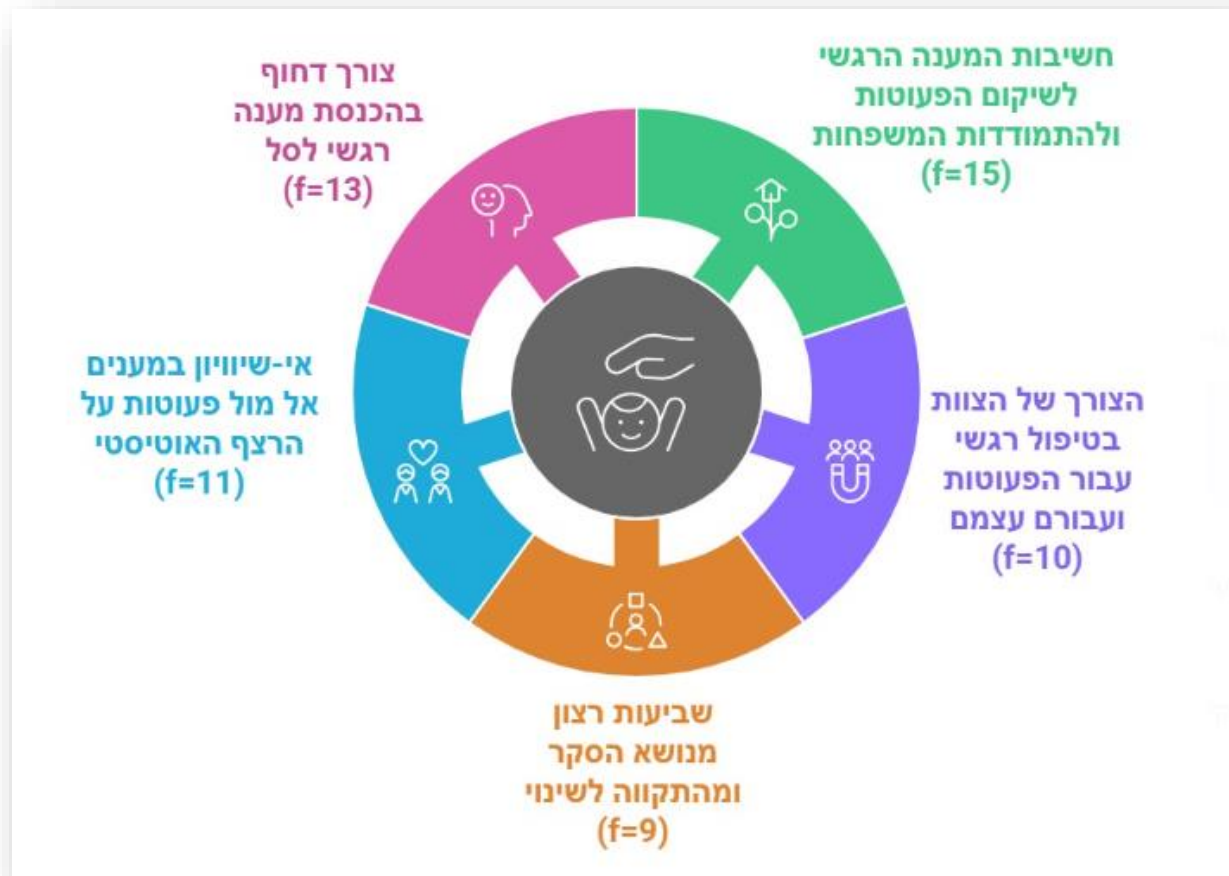 חשיבות המענה הרגשי
לשיקום הפעוטות
ולהתמודדות המשפחות
(f=15)
צורך דחוף
בהכנסת מענה
רגשי לסל
(f=13)
הצורך של הצוות
בטיפול רגשי
עבור הפעוטות
ועבורם עצמם
(f=10)
אי-שיוויון במענים
אל מול פעוטות על
הרצף האוטיסטי
(f=11)
שביעות רצון
מנושא הסקר
ומהתקווה לשינוי
(f=9)